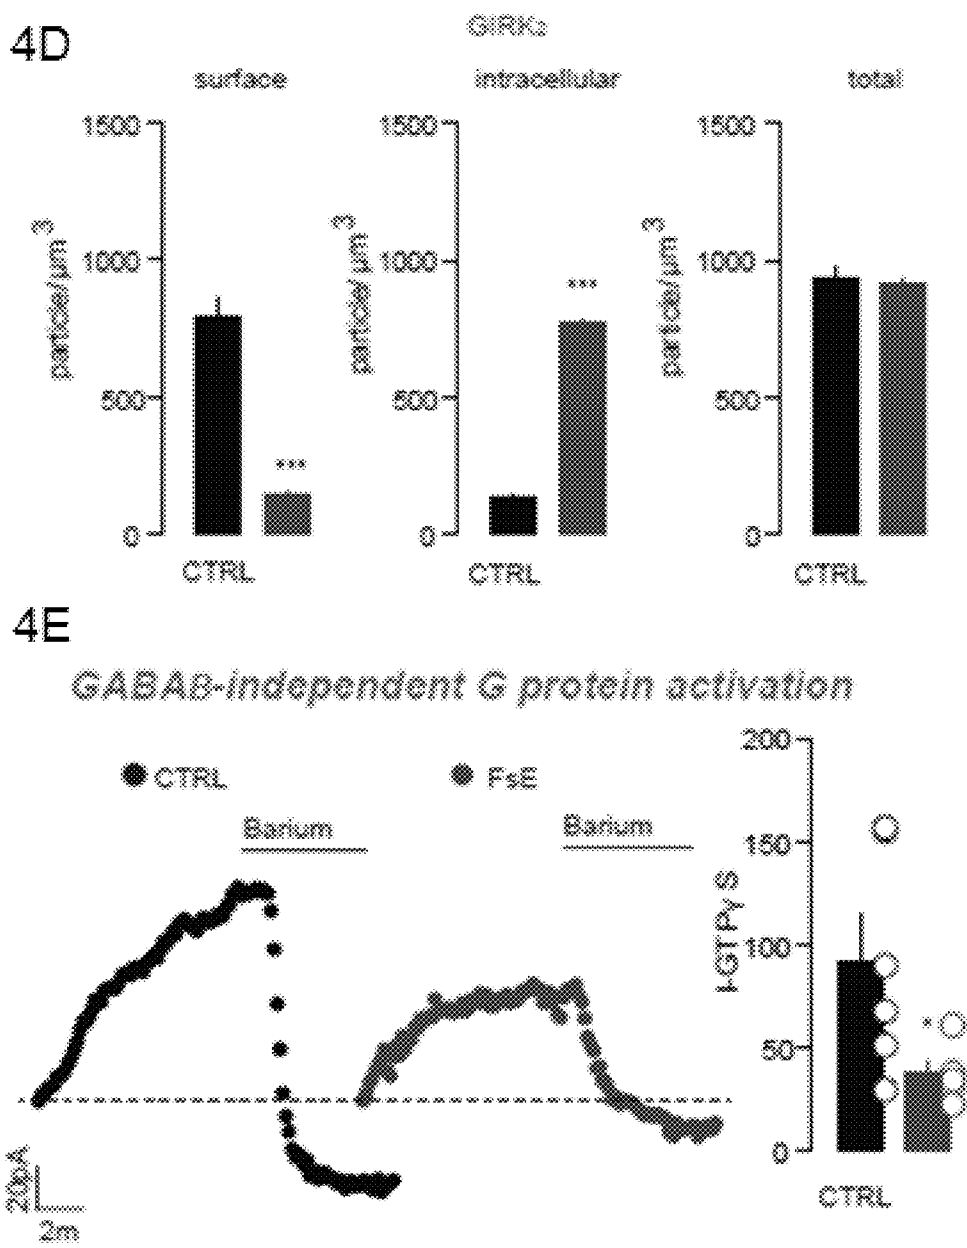 4D
GIRK2
surface
intracellular
total
1500
1000
500
0
particle/µm3
CTRL
***
1500
1000
500
0
particle/µm3
CTRL
***
1500
1000
500
0
particle/µm3
CTRL
4E
GABAB-independent G protein activation
CTRL
FsE
Barium
Barium
20pA
2m
200
150
100
50
0
I-GTPγS
*
CTRL